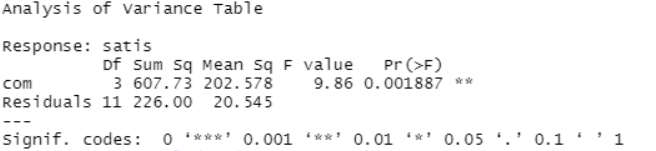 Analysis of Variance Table
Response: satis
Df Sum Sq Mean Sq F value Pr(>F)
com 3 607.73 202.578 9.86 0.001887 **
Residuals 11 226.00 20.545
---
Signif. codes: 0 ‘***’ 0.001 ‘**’ 0.01 ‘*’ 0.05 ‘.’ 0.1 ‘ ’ 1